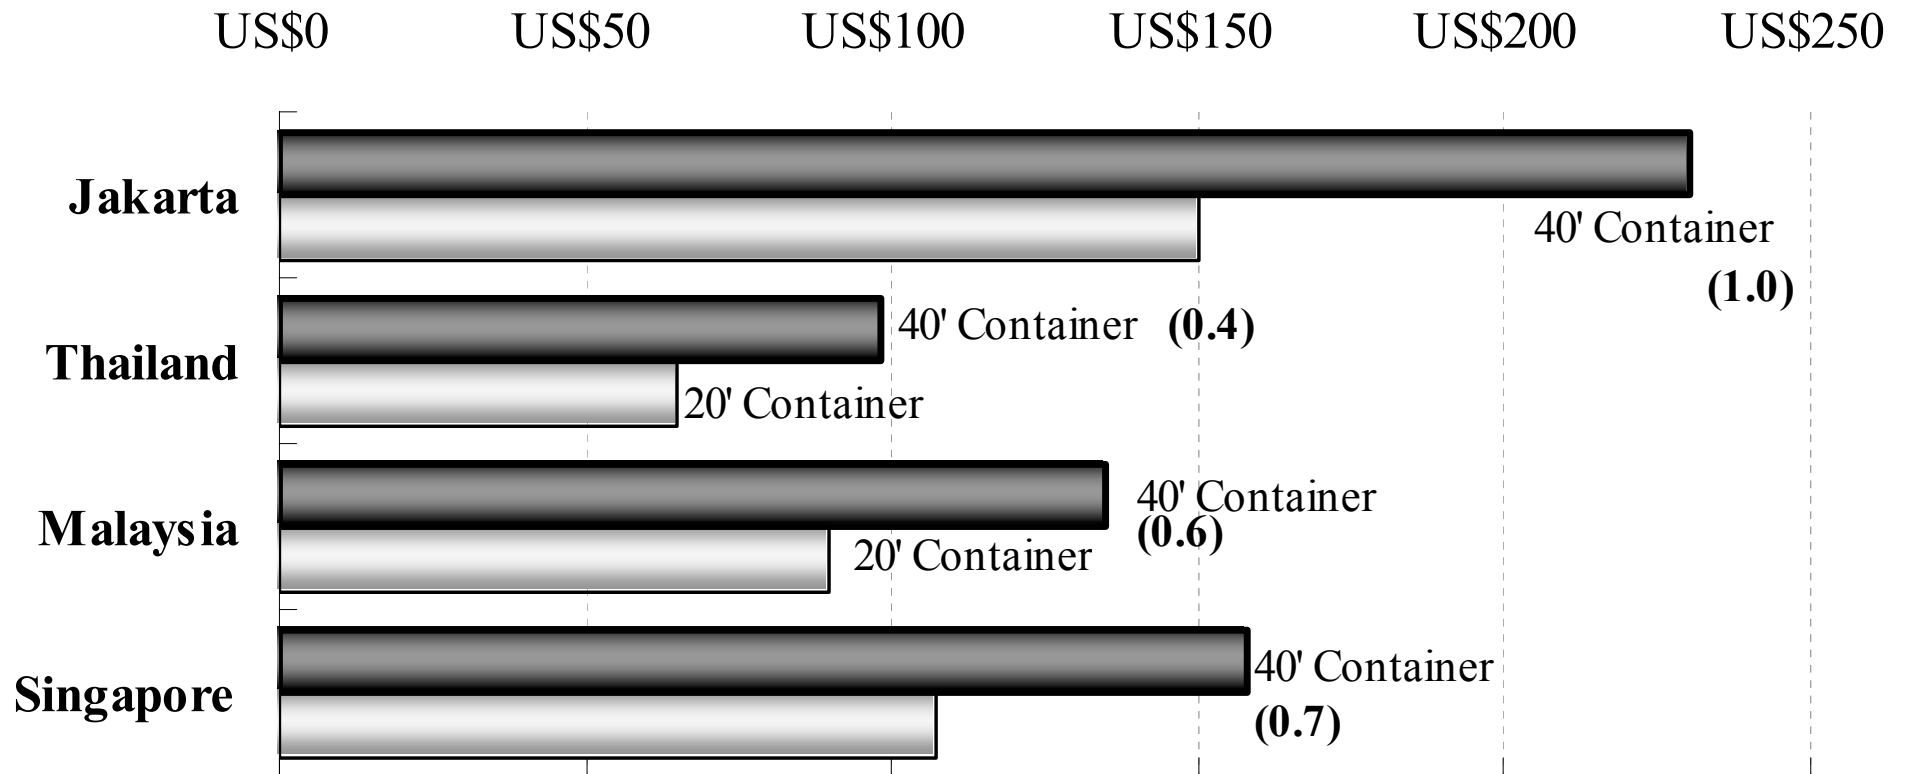 US$0 US$50 US$100 US$150 US$200 US$250
Jakarta
40' Container
(1.0)
Thailand
40' Container (0.4)
20' Container
Malaysia
40' Container
(0.6)
20' Container
Singapore
40' Container
(0.7)